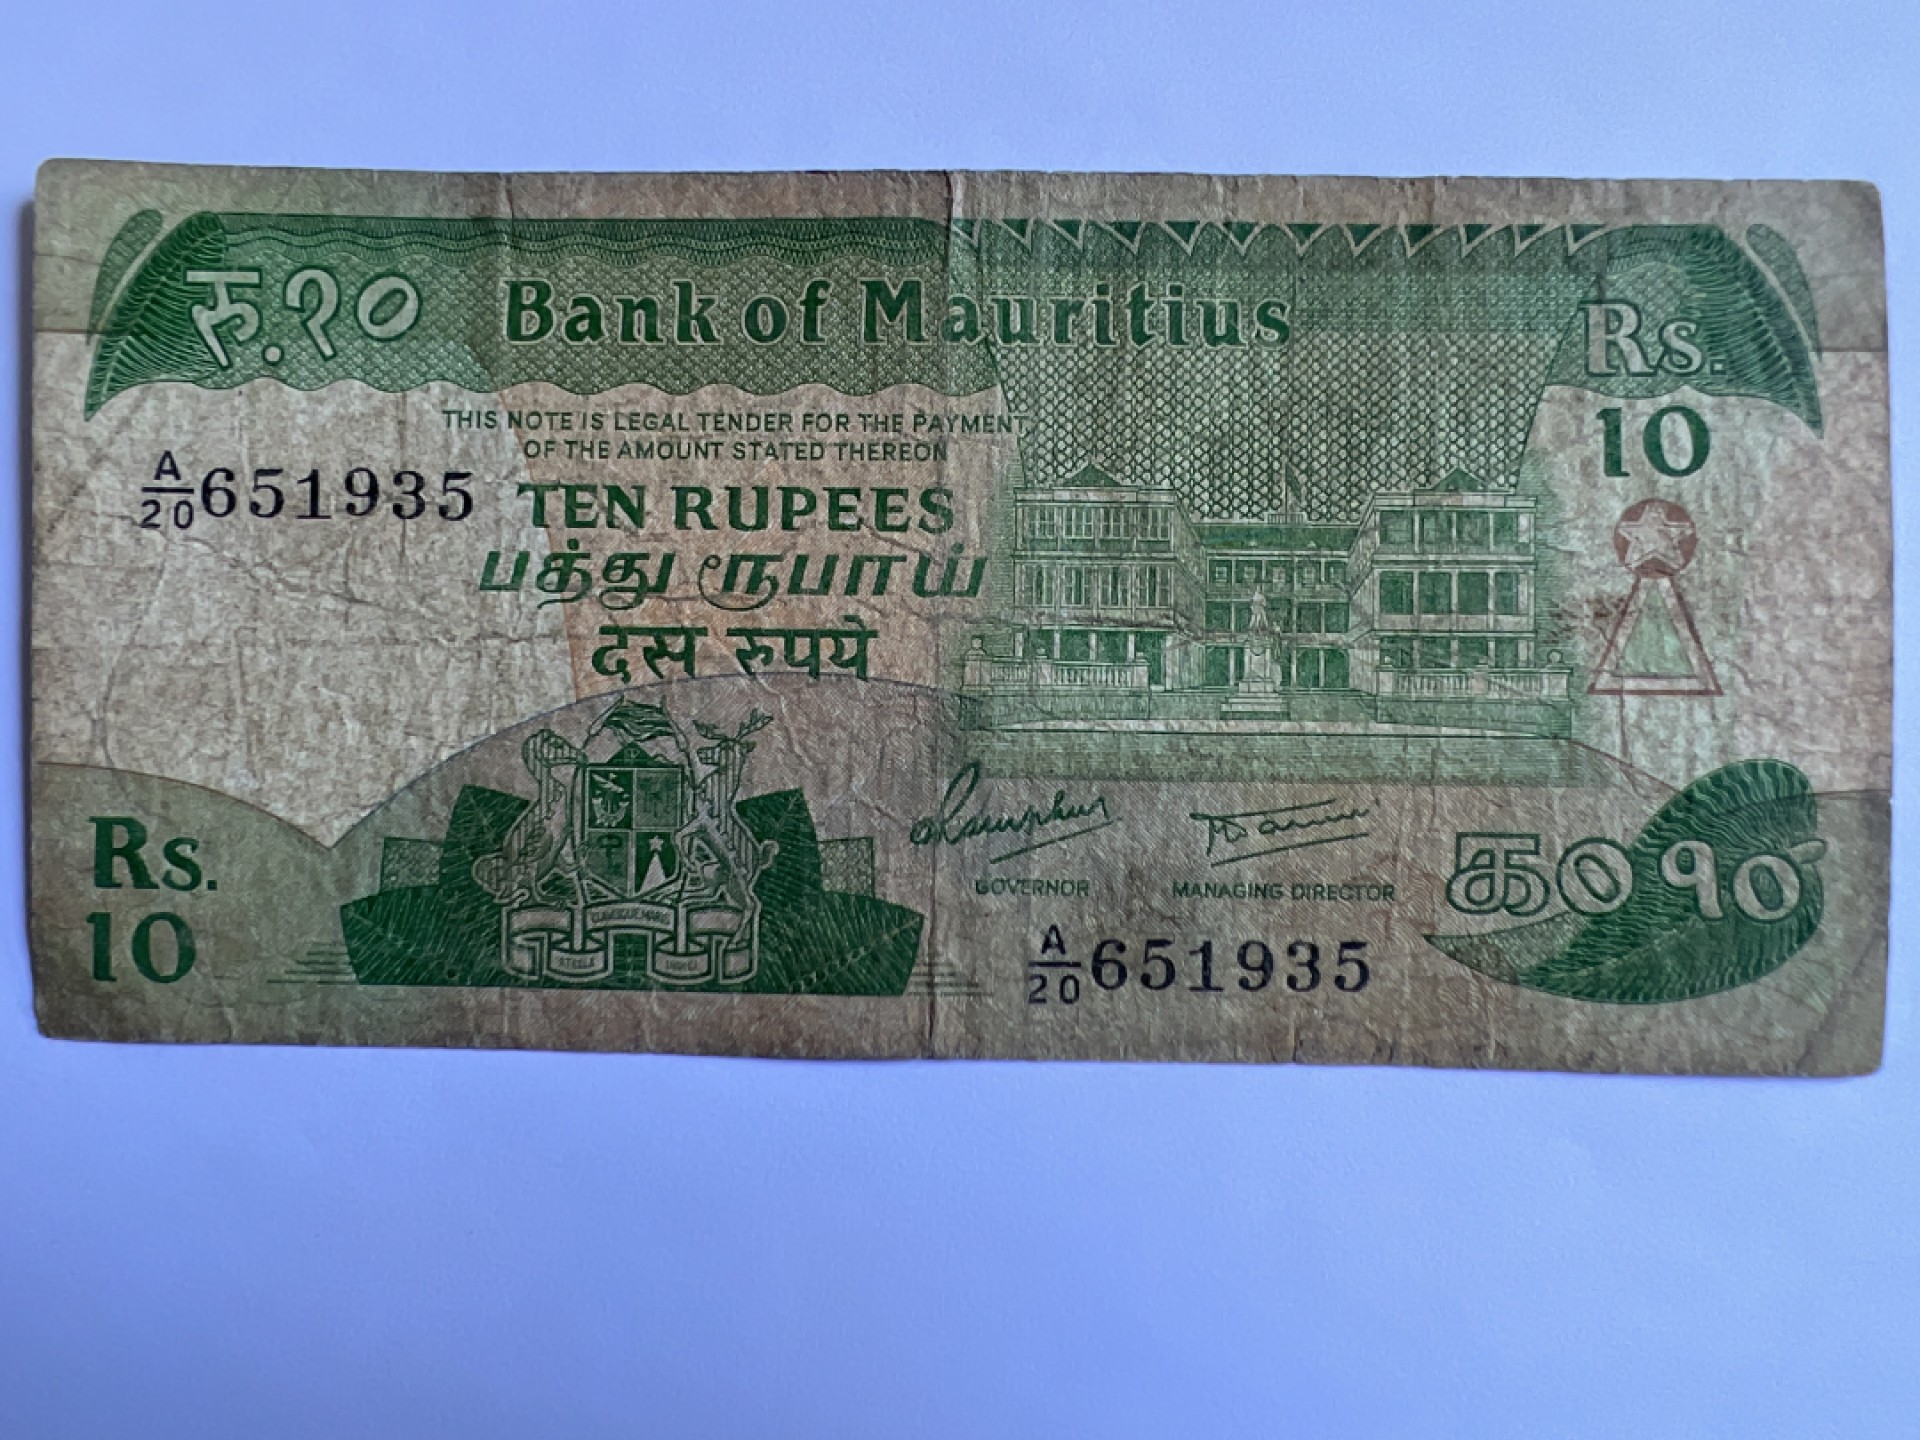 रु.१०
Bank of Mauritius
Rs.
10
THIS NOTE IS LEGAL TENDER FOR THE PAYMENT
OF THE AMOUNT STATED THEREON
A/20 651935
TEN RUPEES
பத்து ரூபாய்
दस रुपये
Rs.
10
GOVERNOR
MANAGING DIRECTOR
A/20 651935